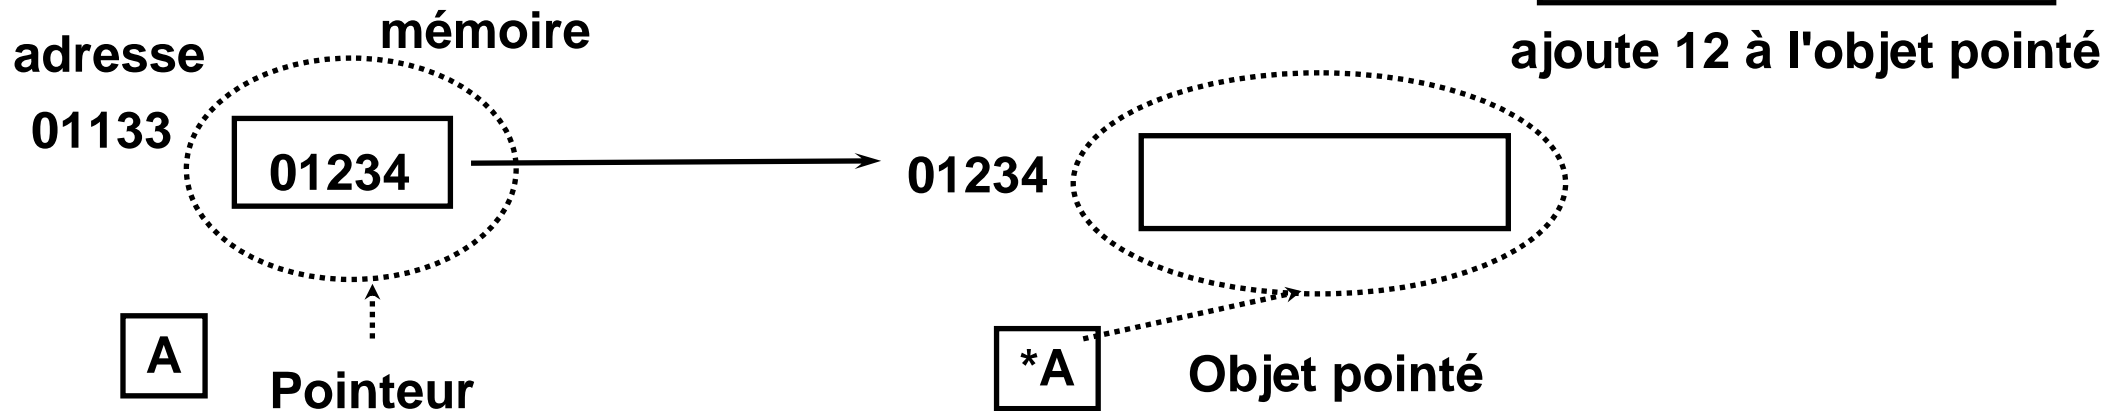 mémoire
adresse
ajoute 12 à l'objet pointé
01133
01234
01234
A
*A
Pointeur
Objet pointé